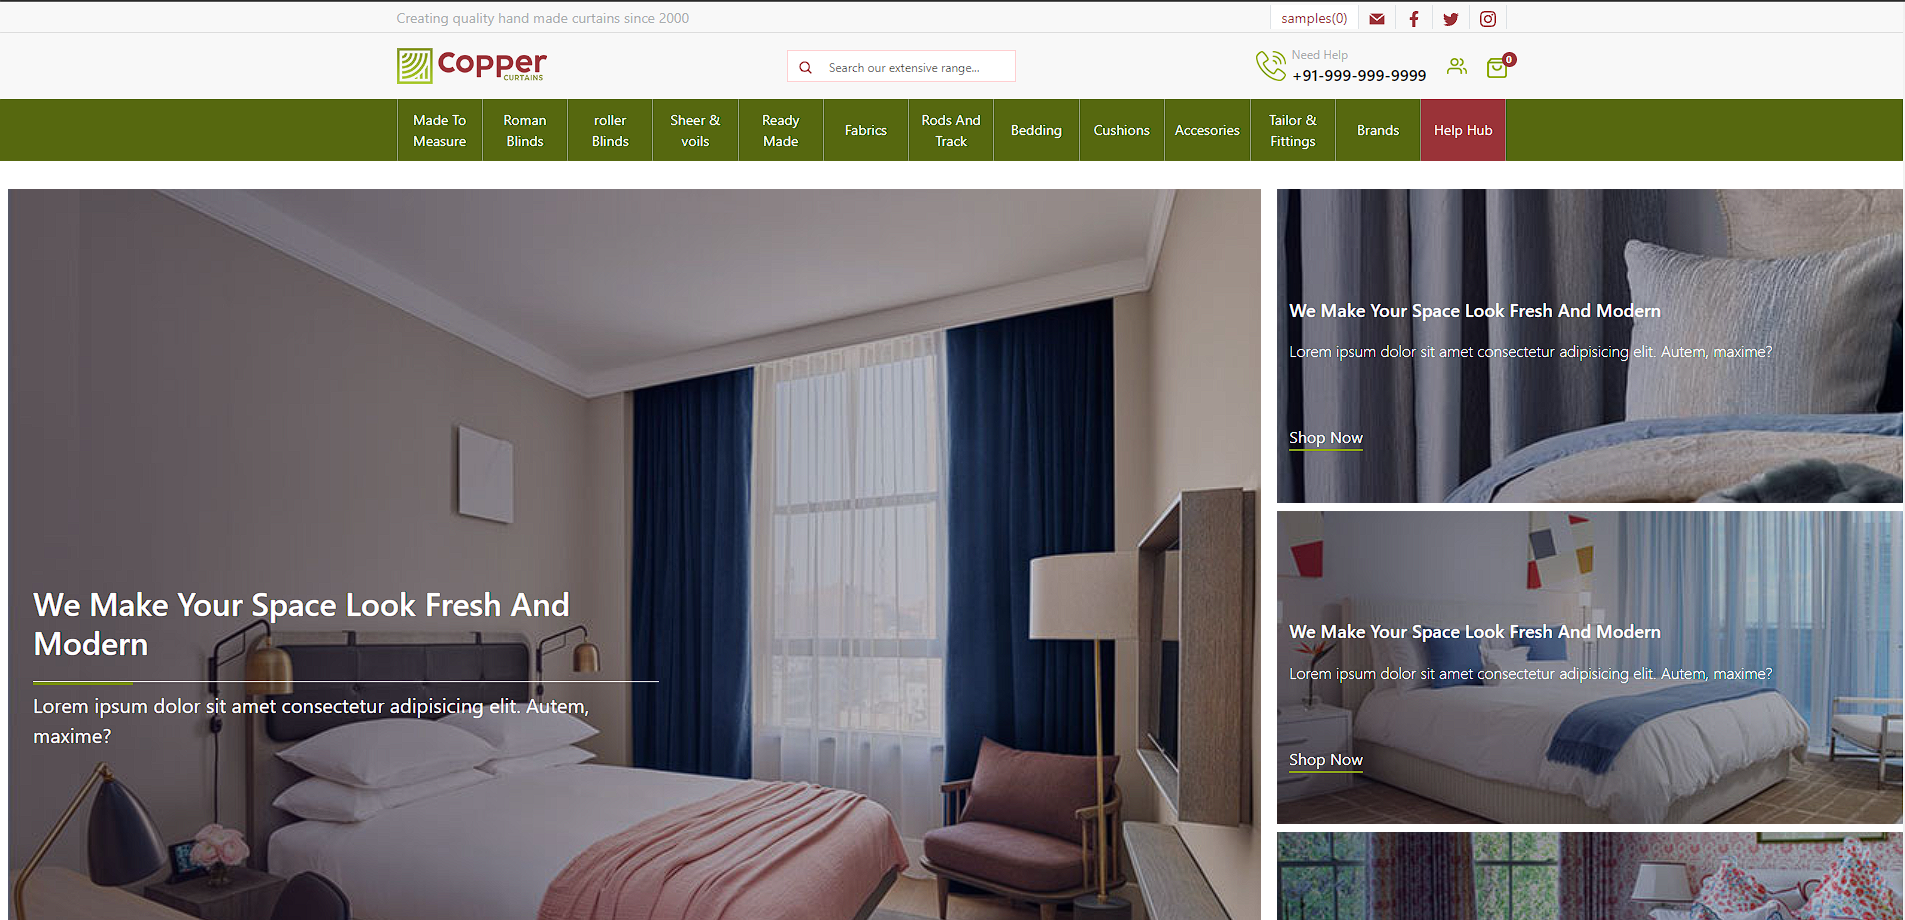 Creating quality hand made curtains since 2000
samples(0)
Copper
CURTAINS
Search our extensive range...
Need Help
+91-999-999-9999
0
Made To
Measure
Roman
Blinds
roller
Blinds
Sheer &
voils
Ready
Made
Fabrics
Rods And
Track
Bedding
Cushions
Accesories
Tailor &
Fittings
Brands
Help Hub
We Make Your Space Look Fresh And
Modern
Lorem ipsum dolor sit amet consectetur adipisicing elit. Autem,
maxime?
We Make Your Space Look Fresh And Modern
Lorem ipsum dolor sit amet consectetur adipisicing elit. Autem, maxime?
Shop Now
We Make Your Space Look Fresh And Modern
Lorem ipsum dolor sit amet consectetur adipisicing elit. Autem, maxime?
Shop Now